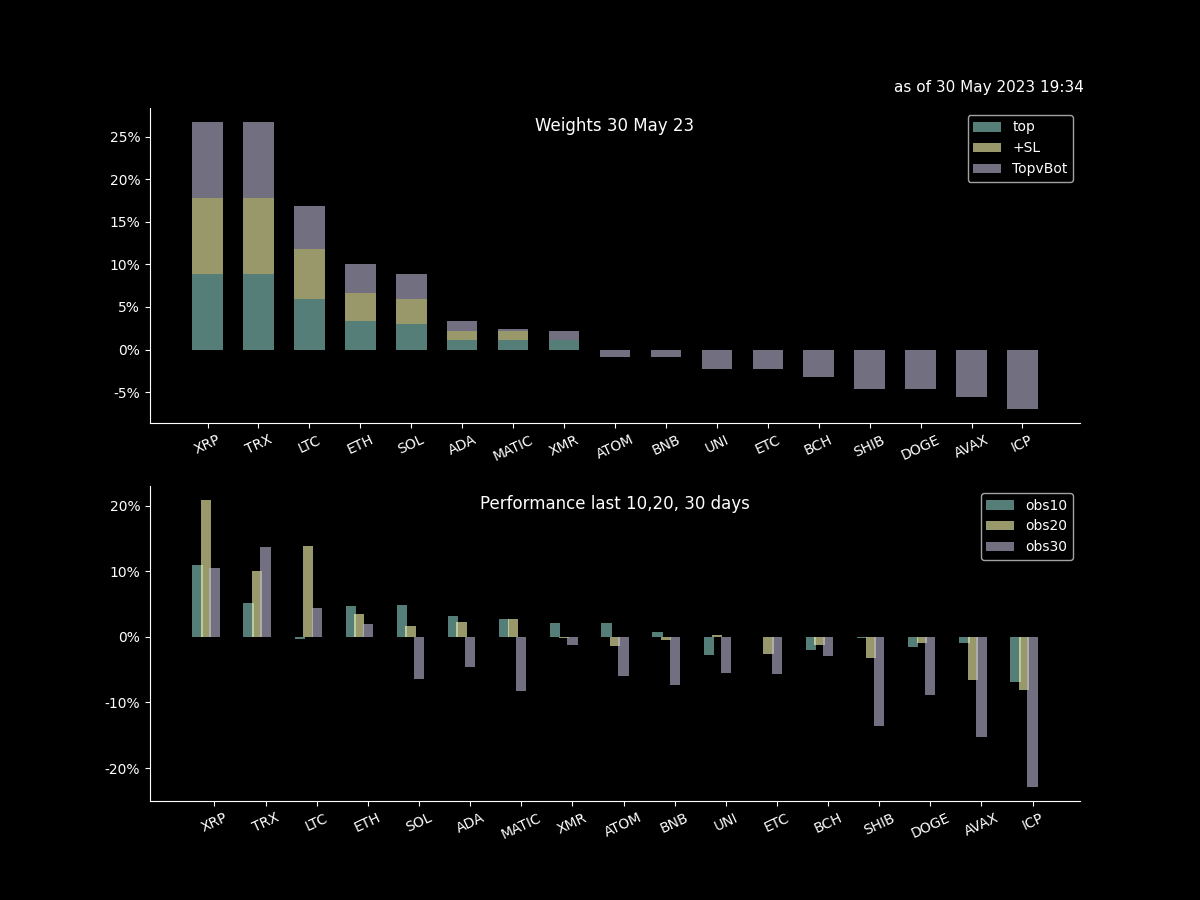 as of 30 May 2023 19:34
Weights 30 May 23
top
+SL
TopvBot
25%
20%
15%
10%
5%
0%
-5%
XRP TRX LTC ETH SOL ADA MATIC XMR ATOM BNB UNI ETC BCH SHIB DOGE AVAX ICP
Performance last 10,20, 30 days
obs10
obs20
obs30
20%
10%
0%
-10%
-20%
XRP TRX LTC ETH SOL ADA MATIC XMR ATOM BNB UNI ETC BCH SHIB DOGE AVAX ICP